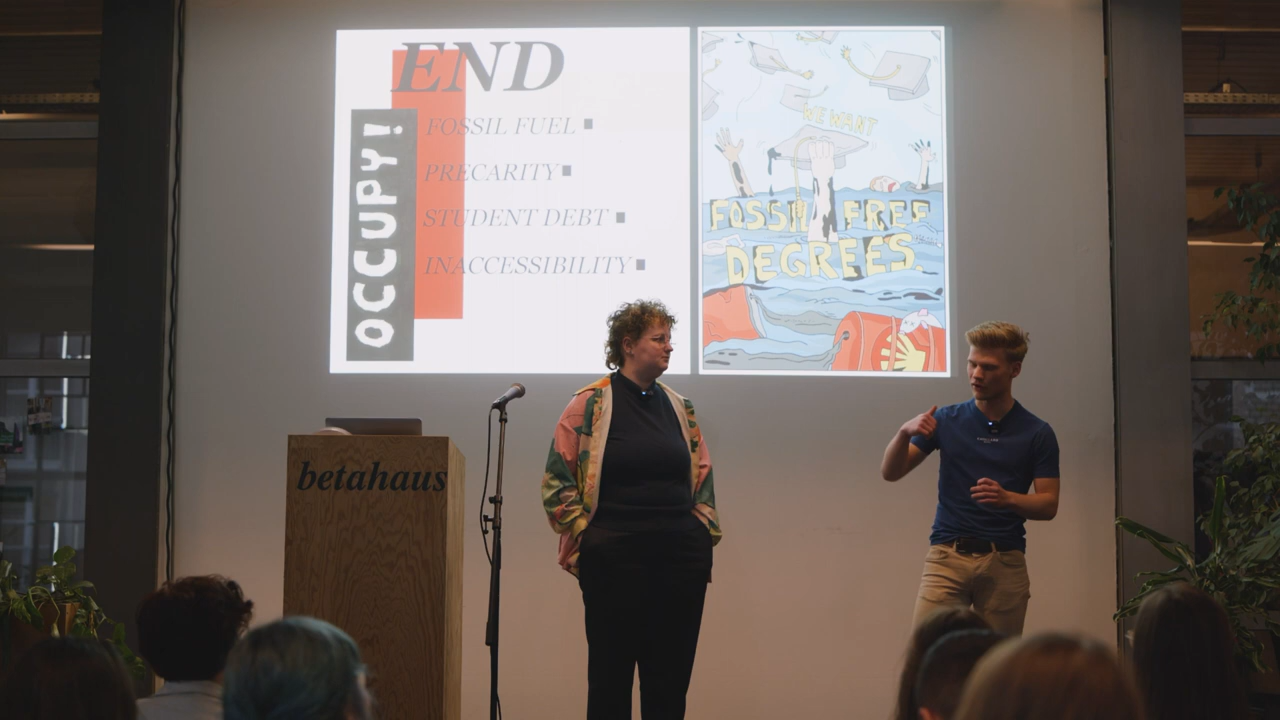 END
OCCUPY!
FOSSIL FUEL
PRECARITY
STUDENT DEBT
INACCESSIBILITY
WE WANT
FOSSIL FREE
DEGREES.
betahaus